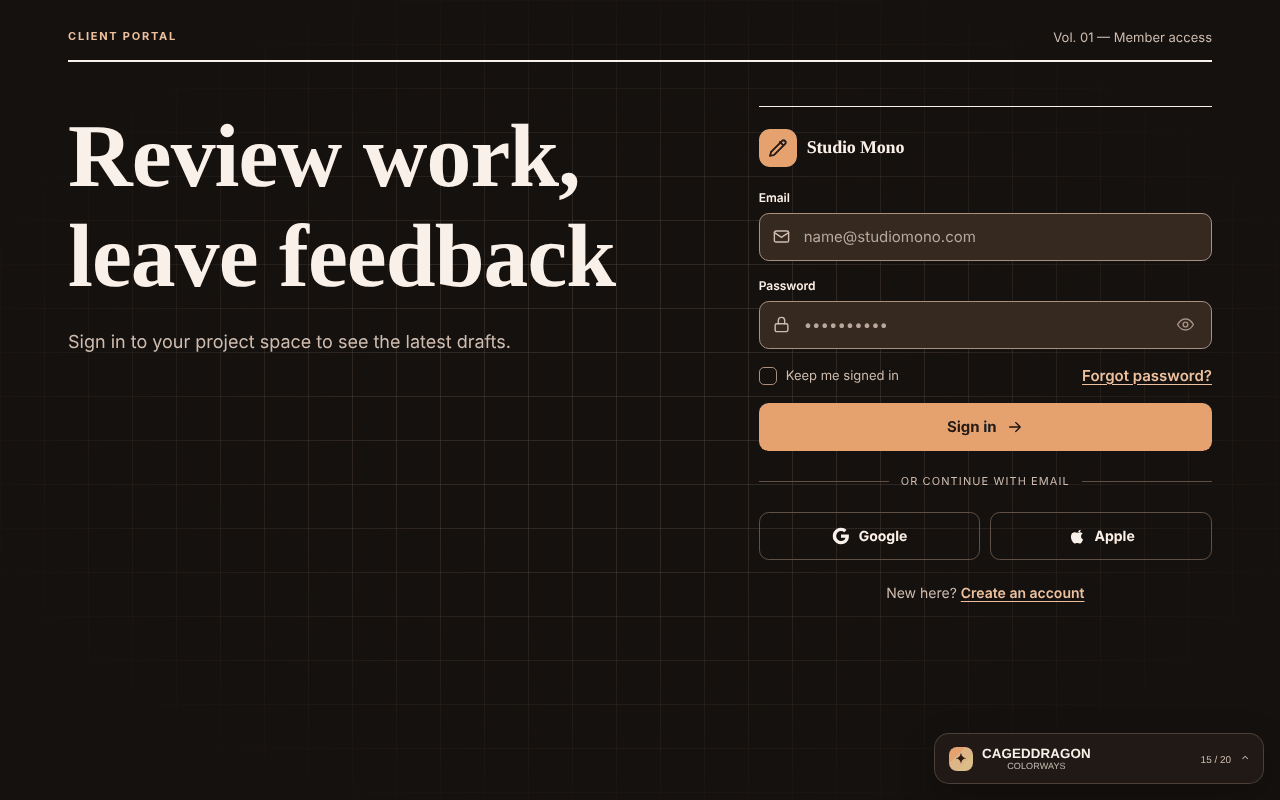 CLIENT PORTAL
Vol. 01 — Member access
Review work,
leave feedback
Sign in to your project space to see the latest drafts.
Studio Mono
Email
name@studiomono.com
Password
••••••••••
Keep me signed in
Forgot password?
Sign in →
OR CONTINUE WITH EMAIL
Google
Apple
New here? Create an account
CAGEDDRAGON
COLORWAYS
15 / 20